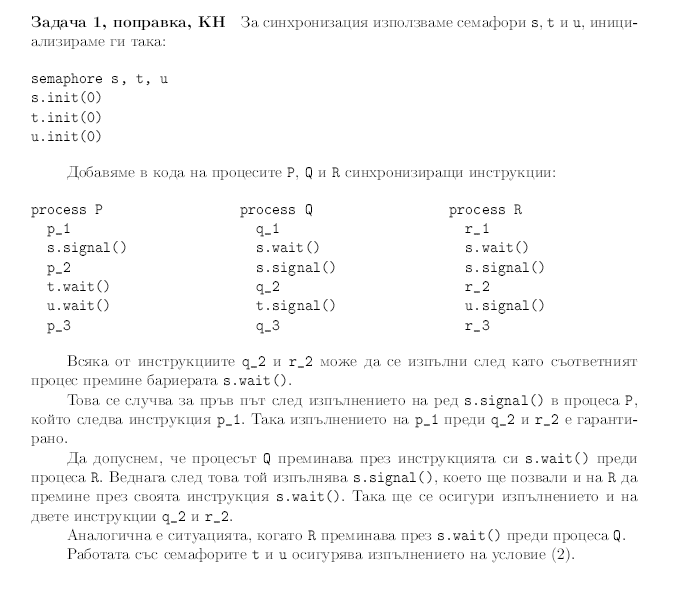 Задача 1, поправка, КН За синхронизация използваме семафори s, t и u, иници-
ализираме ги така:
semaphore s, t, u
s.init(0)
t.init(0)
u.init(0)
Добавяме в кода на процесите P, Q и R синхронизиращи инструкции:
process P process Q process R
p_1 q_1 r_1
s.signal() s.wait() s.wait()
p_2 s.signal() s.signal()
t.wait() q_2 r_2
u.wait() t.signal() u.signal()
p_3 q_3 r_3
Всяка от инструкциите q_2 и r_2 може да се изпълни след като съответният
процес премине бариерата s.wait().
Това се случва за пръв път след изпълнението на ред s.signal() в процеса P,
който следва инструкция p_1. Така изпълнението на p_1 преди q_2 и r_2 е гаранти-
рано.
Да допуснем, че процесът Q преминава през инструкцията си s.wait() преди
процеса R. Веднага след това той изпълнява s.signal(), което ще позволи и на R да
премине през своята инструкция s.wait(). Така ще се осигури изпълнението и на
двете инструкции q_2 и r_2.
Аналогична е ситуацията, когато R преминава през s.wait() преди процеса Q.
Работата със семафорите t и u осигурява изпълнението на условие (2).